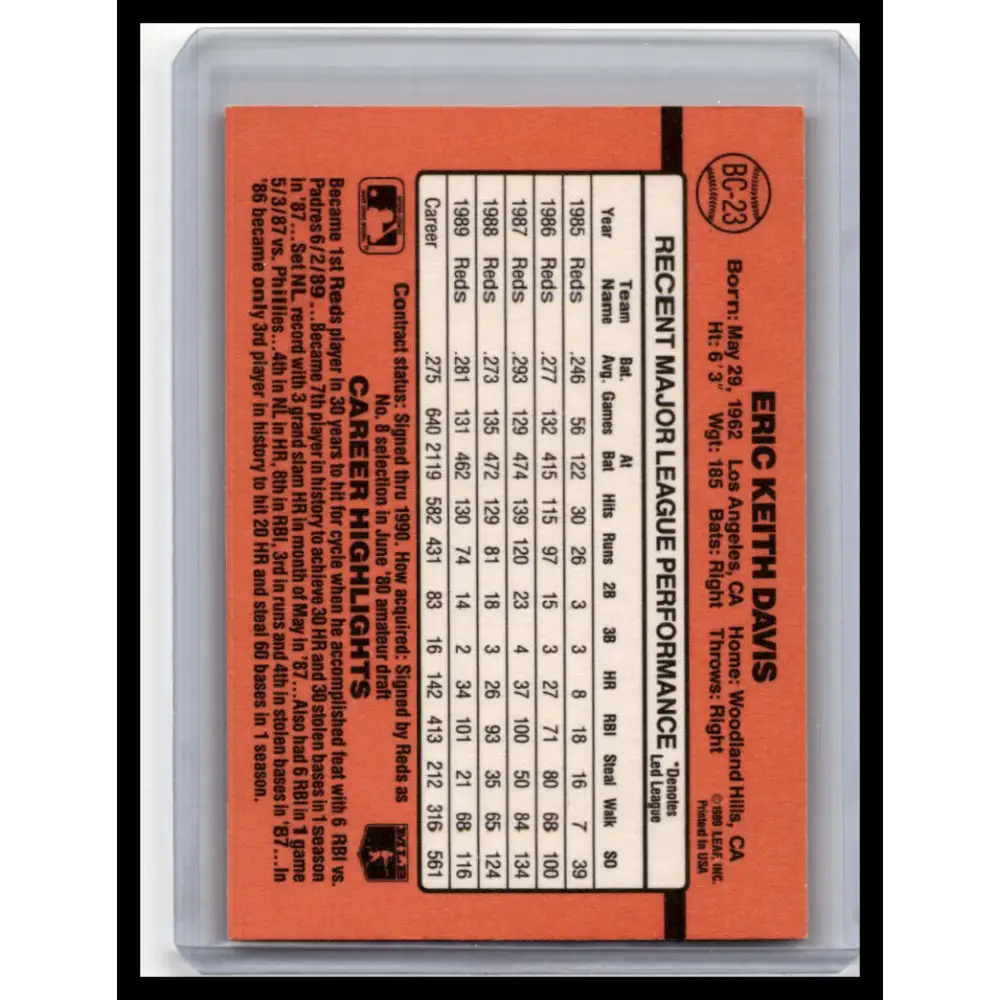 BC-23
ERIC KEITH DAVIS
Born: May 29, 1962 Los Angeles, CA Home: Woodland Hills, CA
Ht: 6'3" Wgt: 185 Bats: Right Throws: Right
© 1989 LEAF, INC.
Printed in USA
RECENT MAJOR LEAGUE PERFORMANCE *Denotes
Led League
Year Team Name Bat. Avg. Games At Bat Hits Runs 2B 3B HR RBI Steal Walk SO
1985 Reds .246 56 122 30 26 3 3 8 18 16 7 39
1986 Reds .277 132 415 115 97 15 3 27 71 80 68 100
1987 Reds .293 129 474 139 120 23 4 37 100 50 84 134
1988 Reds .273 135 472 129 81 18 3 26 93 35 65 124
1989 Reds .281 131 462 130 74 14 2 34 101 21 68 116
Career .275 640 2119 582 431 83 16 142 413 212 316 561
Contract status: Signed thru 1990. How acquired: Signed by Reds as
No. 8 selection in June '80 amateur draft
MLB
CAREER HIGHLIGHTS
Became 1st Reds player in 30 years to hit for cycle when he accomplished feat with 6 RBI vs.
Padres 6/2/89...Became 7th player in history to achieve 30 HR and 30 stolen bases in 1 season
in '87...Set NL record with 3 grand slam HR in month of May in '87...Also had 6 RBI in 1 game
5/3/87 vs. Phillies...4th in NL in HR, 8th in RBI, 3rd in runs and 4th in stolen bases in '87...In
'86 became only 3rd player in history to hit 20 HR and steal 60 bases in 1 season.